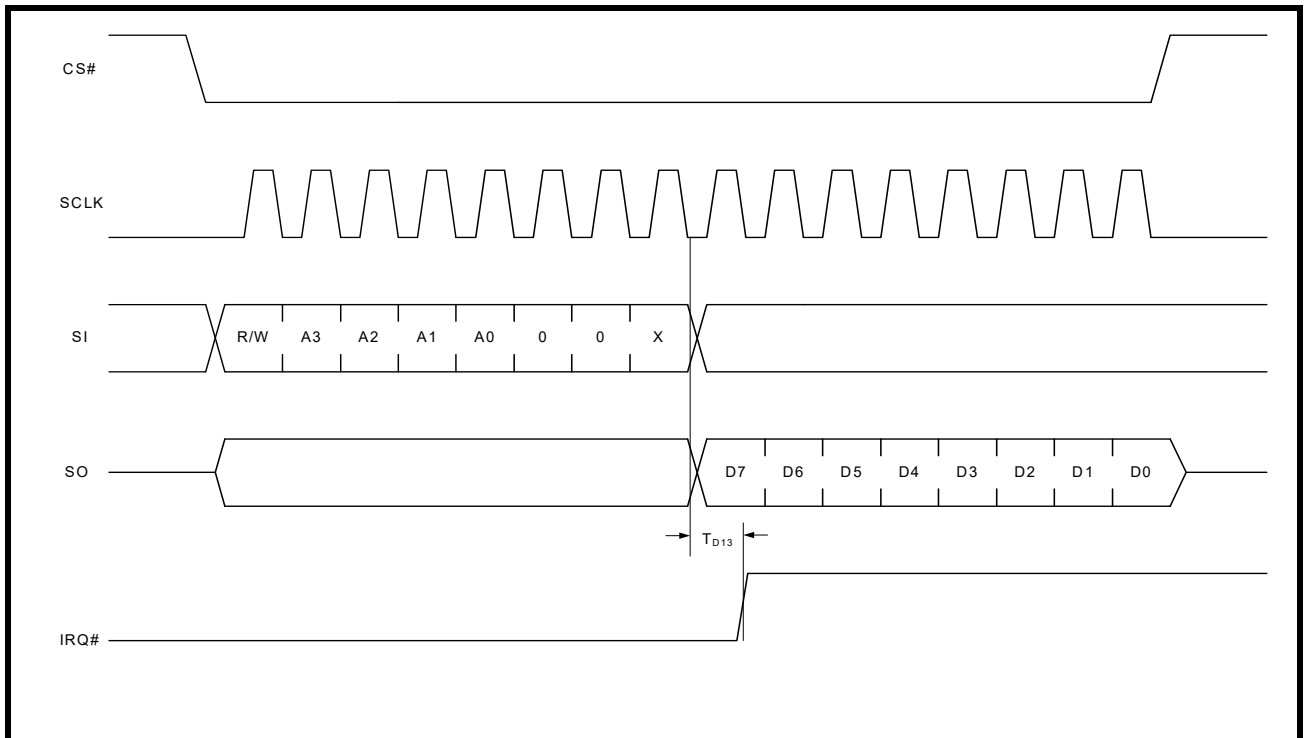 CS#
SCLK
SI R/W A3 A2 A1 A0 0 0 X
SO D7 D6 D5 D4 D3 D2 D1 D0
TD13
IRQ#